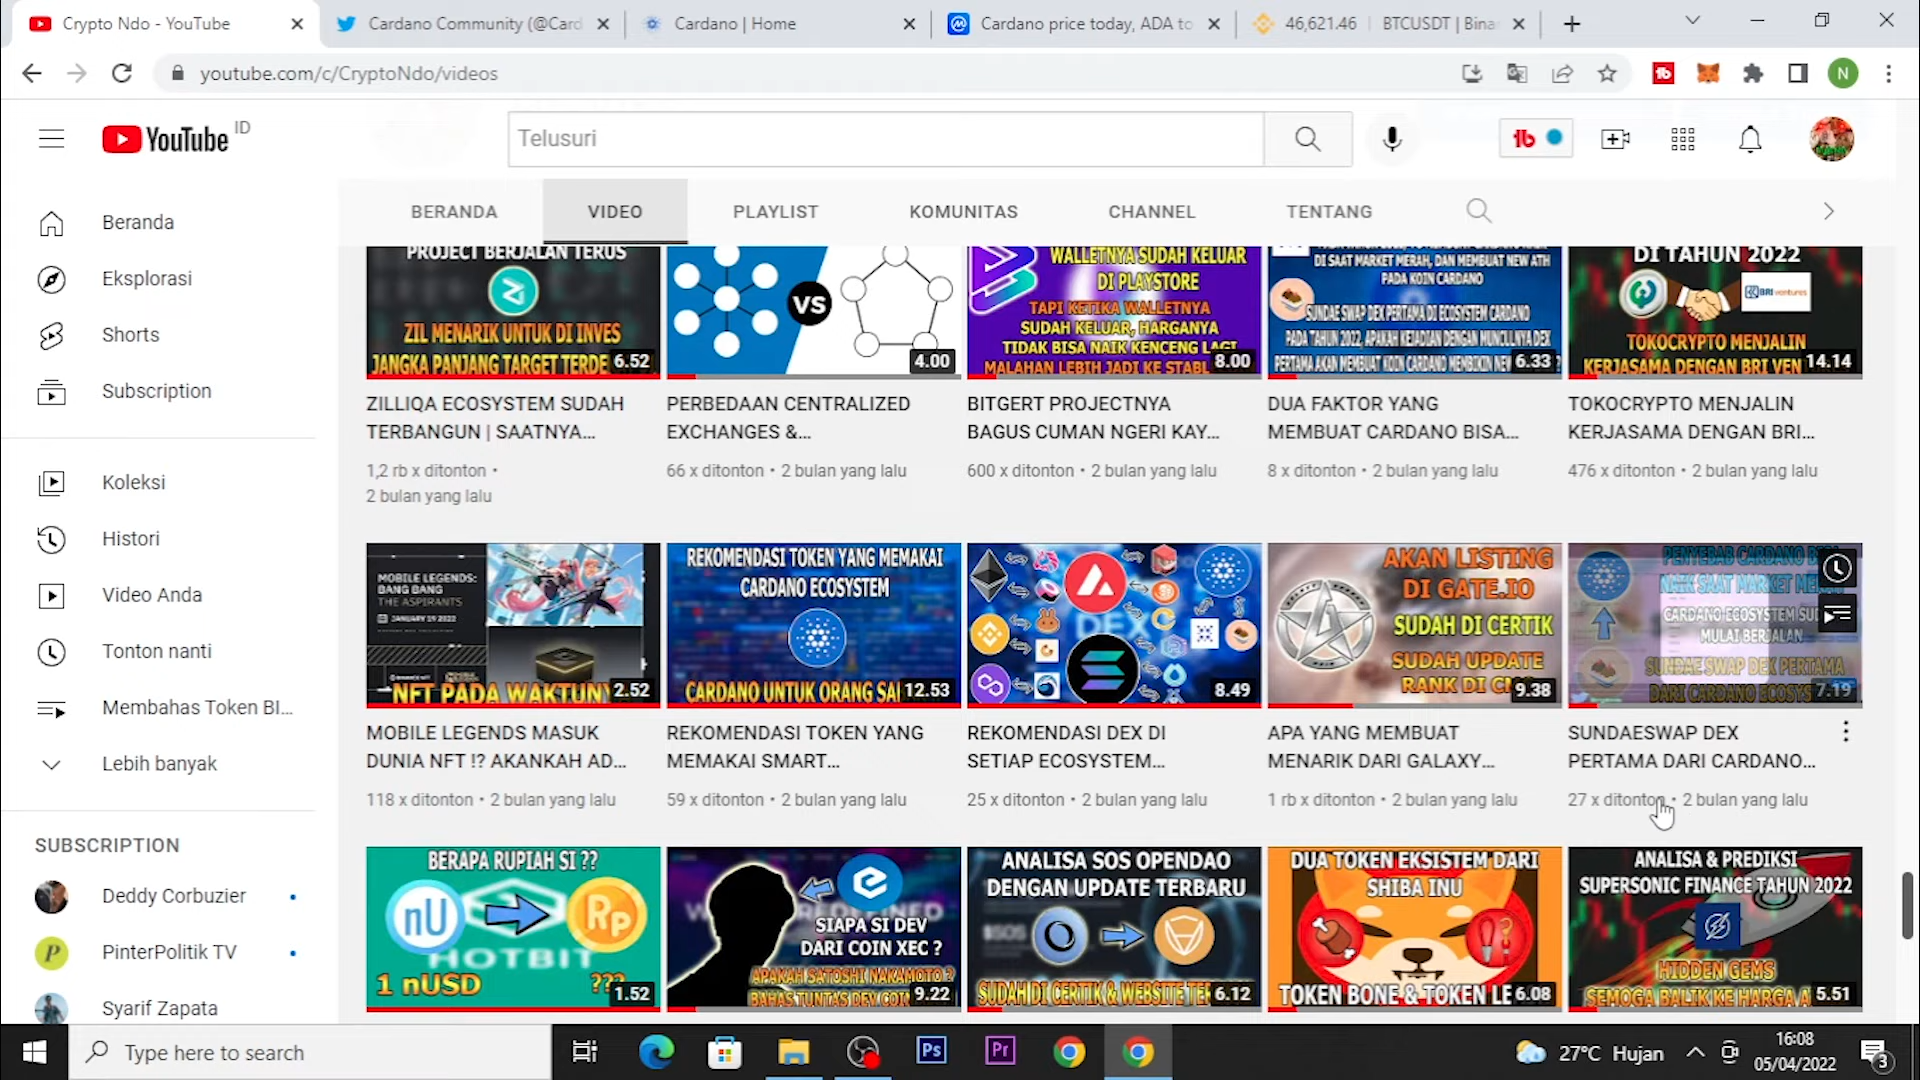 Crypto Ndo - YouTube
Cardano Community (@Card
Cardano | Home
Cardano price today, ADA to
46,621.46 | BTCUSDT | Bina
youtube.com/c/CryptoNdo/videos
N
YouTube ID
Telusuri
BERANDA
VIDEO
PLAYLIST
KOMUNITAS
CHANNEL
TENTANG
Beranda
Eksplorasi
Shorts
Subscription
Koleksi
Histori
Video Anda
Tonton nanti
Membahas Token BI...
Lebih banyak
SUBSCRIPTION
Deddy Corbuzier
PinterPolitik TV
Syarif Zapata
PROJECT BERJALAN TERUS
ZIL MENARIK UNTUK DI INVES
JANGKA PANJANG TARGET TERDE
6.52
ZILLIQA ECOSYSTEM SUDAH
TERBANGUN | SAATNYA...
1,2 rb x ditonton •
2 bulan yang lalu
VS
4.00
PERBEDAAN CENTRALIZED
EXCHANGES &...
66 x ditonton • 2 bulan yang lalu
WALLETNYA SUDAH KELUAR
DI PLAYSTORE
TAPI KETIKA WALLETNYA
SUDAH KELUAR, HARGANYA
TIDAK BISA NAIK KENCENG LAGI
MALAHAN LEBIH JADI KE STABL
8.00
BITGERT PROJECTNYA
BAGUS CUMAN NGERI KAY...
600 x ditonton • 2 bulan yang lalu
DI SAAT MARKET MERAH, DAN MEMBUAT NEW ATH
PADA KOIN CARDANO
SUNDAE SWAP DEX PERTAMA DI ECOSYSTEM CARDANO
PADA TAHUN 2022, APAKAH KEJADIAN DENGAN MUNCULNYA DEX
PERTAMA AKAN MEMBUAT KOIN CARDANO MEMBIKIN NEW
6.33
DUA FAKTOR YANG
MEMBUAT CARDANO BISA...
8 x ditonton • 2 bulan yang lalu
DI TAHUN 2022
BRI ventures
TOKOCRYPTO MENJALIN
KERJASAMA DENGAN BRI VEN
14.14
TOKOCRYPTO MENJALIN
KERJASAMA DENGAN BRI...
476 x ditonton • 2 bulan yang lalu
MOBILE LEGENDS:
BANG BANG
THE ASPIRANTS
JANUARY 19 2022
NFT PADA WAKTUNY
2.52
MOBILE LEGENDS MASUK
DUNIA NFT !? AKANKAH AD...
118 x ditonton • 2 bulan yang lalu
REKOMENDASI TOKEN YANG MEMAKAI
CARDANO ECOSYSTEM
CARDANO UNTUK ORANG SA
12.53
REKOMENDASI TOKEN YANG
MEMAKAI SMART...
59 x ditonton • 2 bulan yang lalu
DEX
8.49
REKOMENDASI DEX DI
SETIAP ECOSYSTEM...
25 x ditonton • 2 bulan yang lalu
AKAN LISTING
DI GATE.IO
SUDAH DI CERTIK
SUDAH UPDATE
RANK DI CM
9.38
APA YANG MEMBUAT
MENARIK DARI GALAXY...
1 rb x ditonton • 2 bulan yang lalu
PENYEBAB CARDANO
NAIK SAAT MARKET
CARDANO ECOSYSTEM SU
MULAI BERJALAN
SUNDAE SWAP DEX PERTAMA
DARI CARDANO ECOSYS
7.19
SUNDAESWAP DEX
PERTAMA DARI CARDANO...
27 x ditonton • 2 bulan yang lalu
BERAPA RUPIAH SI ??
nU
Rp
HOTBIT
1 nUSD
???
1.52
SIAPA SI DEV
DARI COIN XEC ?
APAKAH SATOSHI NAKAMOTO ?
BAHAS TUNTAS DEV COIN
9.22
ANALISA SOS OPENDAO
DENGAN UPDATE TERBARU
$SOS
SUDAH DI CERTIK & WEBSITE TER
6.12
DUA TOKEN EKSISTEM DARI
SHIBA INU
TOKEN BONE & TOKEN LE
6.08
ANALISA & PREDIKSI
SUPERSONIC FINANCE TAHUN 2022
HIDDEN GEMS
SEMOGA BALIK KE HARGA A
5.51
Type here to search
Ps
Pr
27°C Hujan
16:08
05/04/2022
3